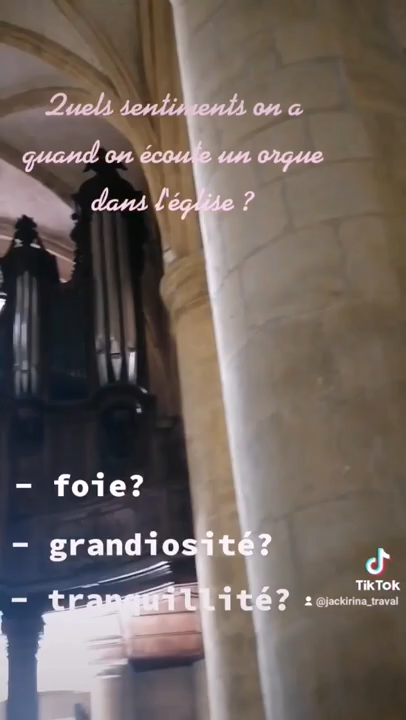 Quels sentiments on a
quand on écoute un orgue
dans l'église ?
- foie?
- grandiosité?
- tranquillité?
TikTok
@jackirina_traval